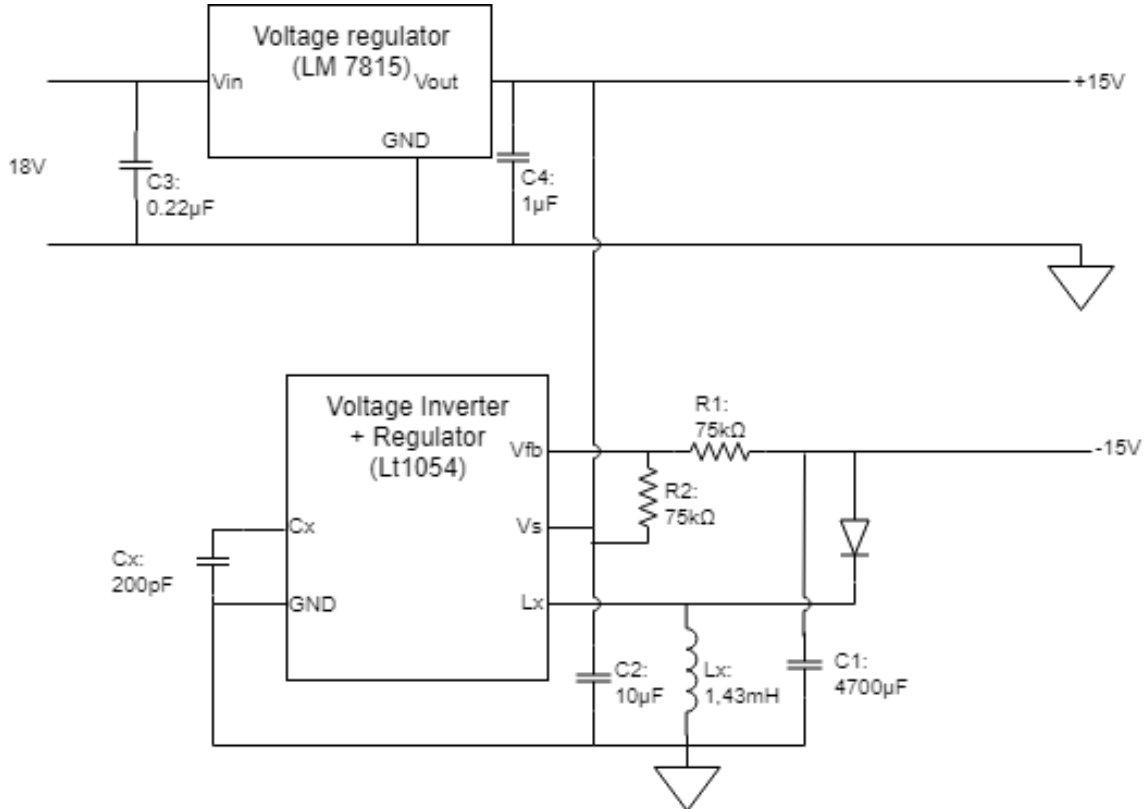 Voltage regulator
(LM 7815)
Vin
Vout
GND
+15V
18V
C3:
0.22µF
C4:
1µF
Voltage Inverter
+ Regulator
(Lt1054)
Vfb
Vs
Cx
GND
Lx
R1:
75kΩ
-15V
R2:
75kΩ
Cx:
200pF
C2:
10µF
Lx:
1,43mH
C1:
4700µF